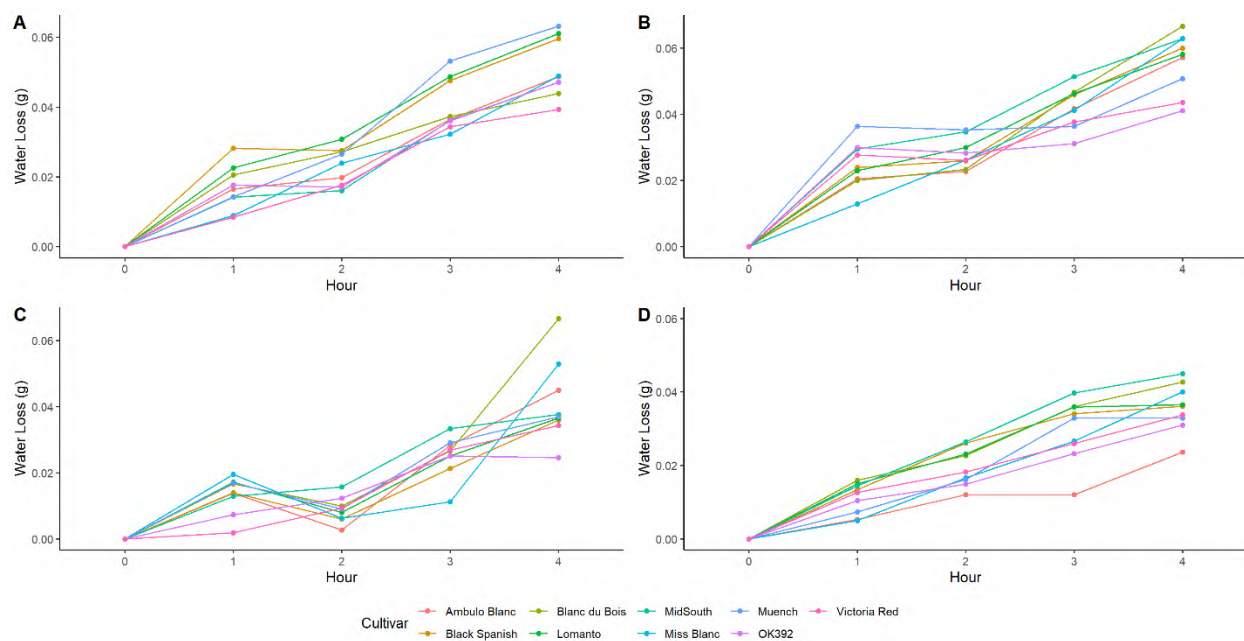 A
Water Loss (g)
0.06
0.04
0.02
0.00
0 1 2 3 4
Hour
B
Water Loss (g)
0.06
0.04
0.02
0.00
0 1 2 3 4
Hour
C
Water Loss (g)
0.06
0.04
0.02
0.00
0 1 2 3 4
Hour
D
Water Loss (g)
0.06
0.04
0.02
0.00
0 1 2 3 4
Hour
Cultivar
Ambulo Blanc Blanc du Bois MidSouth Muench Victoria Red
Black Spanish Lomanto Miss Blanc OK392